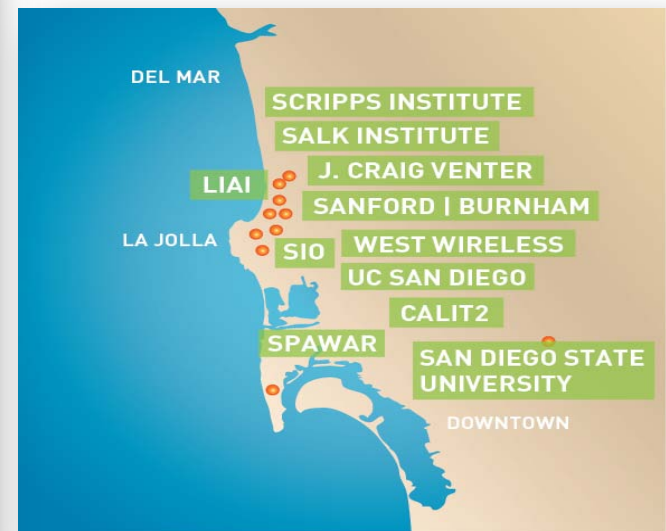 DEL MAR
SCRIPPS INSTITUTE
SALK INSTITUTE
J. CRAIG VENTER
LIAI
SANFORD | BURNHAM
LA JOLLA
SIO
WEST WIRELESS
UC SAN DIEGO
CALIT2
SPAWAR
SAN DIEGO STATE
UNIVERSITY
DOWNTOWN